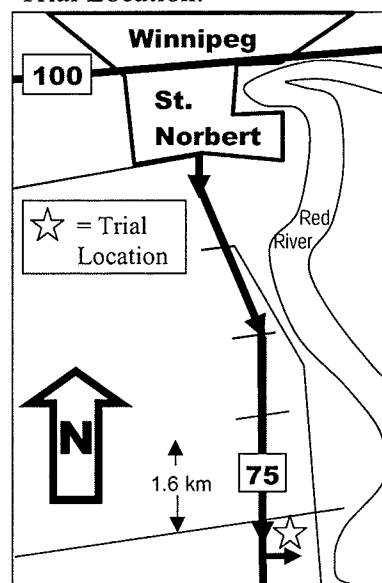 Trial Location:
Winnipeg
100
St.
Norbert
= Trial
Location
Red
River
N
1.6 km
75